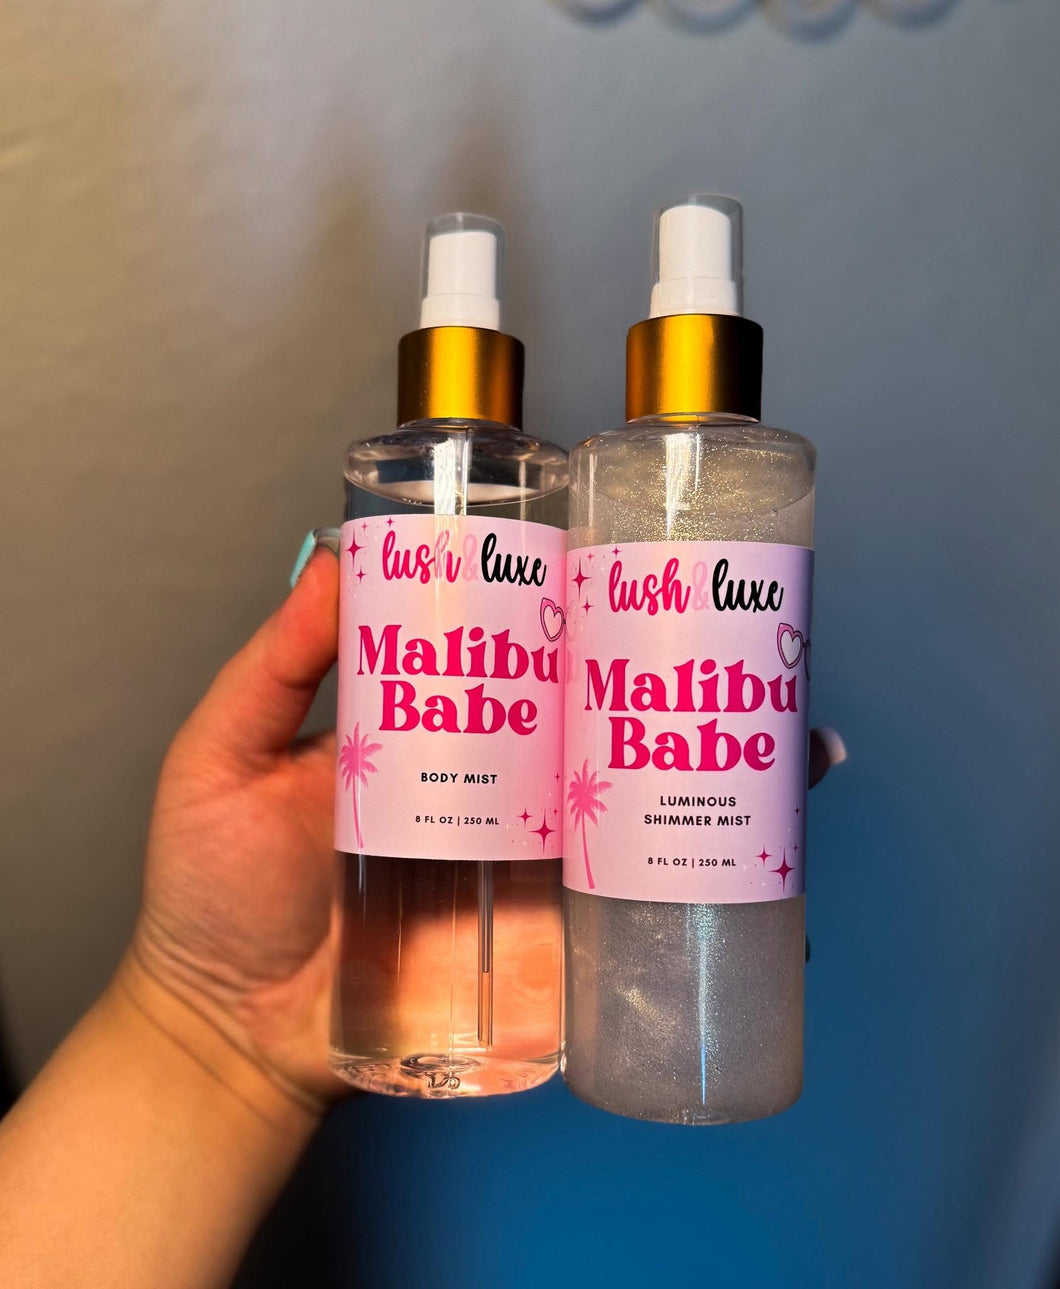 lush&luxe
Malibu
Babe
BODY MIST
8 FL OZ | 250 ML
lush&luxe
Malibu
Babe
LUMINOUS
SHIMMER MIST
8 FL OZ | 250 ML